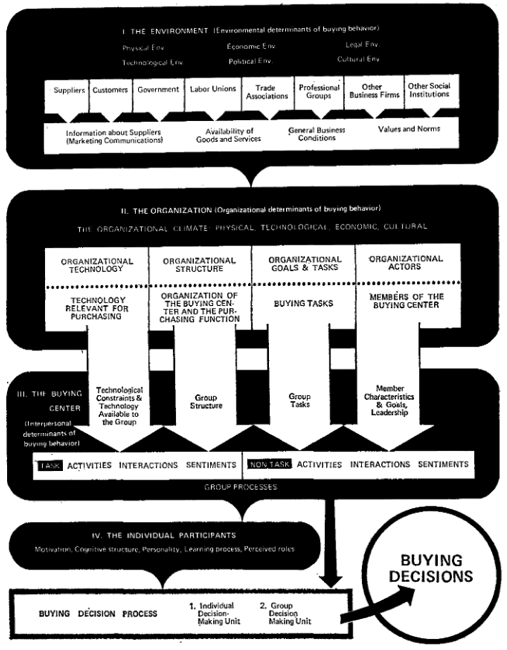 I. THE ENVIRONMENT (Environmental determinants of buying behavior)
Physical Env. Economic Env. Legal Env.
Technological Env. Political Env. Cultural Env.
Suppliers Customers Government Labor Unions Trade Associations Professional Groups Other Business Firms Other Social Institutions
Information about Suppliers (Marketing Communications) Availability of Goods and Services General Business Conditions Values and Norms
II. THE ORGANIZATION (Organizational determinants of buying behavior)
THE ORGANIZATIONAL CLIMATE: PHYSICAL, TECHNOLOGICAL, ECONOMIC, CULTURAL
ORGANIZATIONAL TECHNOLOGY
ORGANIZATIONAL STRUCTURE
ORGANIZATIONAL GOALS & TASKS
ORGANIZATIONAL ACTORS
TECHNOLOGY RELEVANT FOR PURCHASING
ORGANIZATION OF THE BUYING CEN-
TER AND THE PUR-
CHASING FUNCTION
BUYING TASKS
MEMBERS OF THE BUYING CENTER
III. THE BUYING
CENTER
(Interpersonal
determinants of
buying behavior)
Technological
Constraints &
Technology
Available to
the Group
Group
Structure
Group
Tasks
Member
Characteristics
& Goals,
Leadership
TASK ACTIVITIES INTERACTIONS SENTIMENTS NON TASK ACTIVITIES INTERACTIONS SENTIMENTS
GROUP PROCESSES
IV. THE INDIVIDUAL PARTICIPANTS
Motivation, Cognitive structure, Personality, Learning process, Perceived roles
BUYING DECISION PROCESS
1. Individual
Decision-
Making Unit
2. Group
Decision
Making Unit
BUYING
DECISIONS